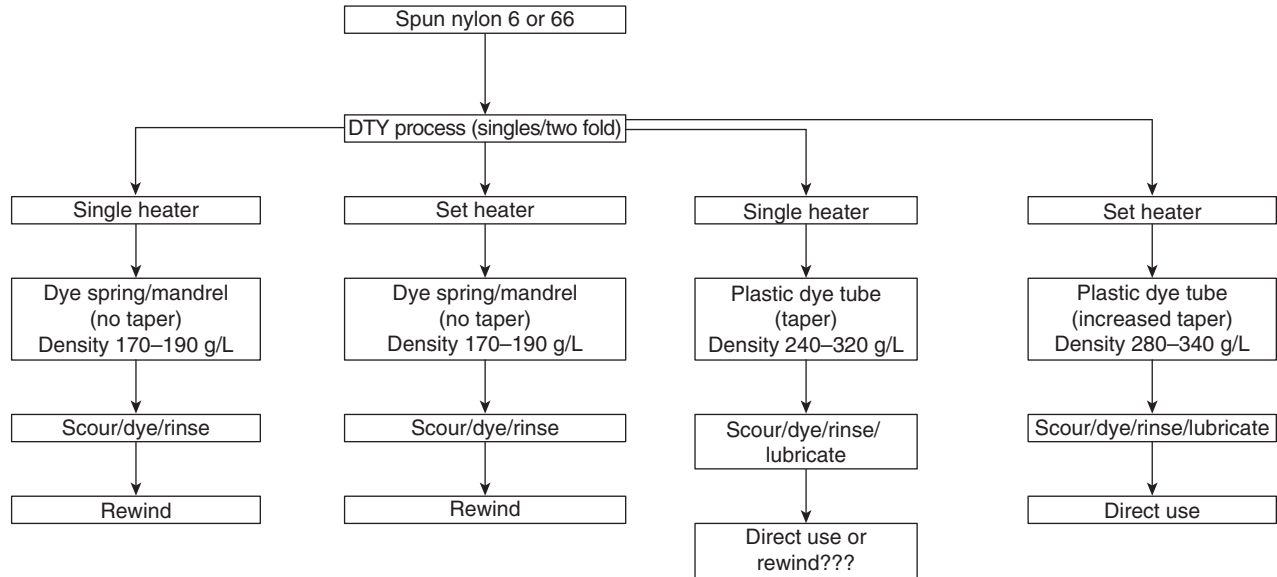 Spun nylon 6 or 66
DTY process (singles/two fold)
Single heater
Set heater
Single heater
Set heater
Dye spring/mandrel
(no taper)
Density 170–190 g/L
Dye spring/mandrel
(no taper)
Density 170–190 g/L
Plastic dye tube
(taper)
Density 240–320 g/L
Plastic dye tube
(increased taper)
Density 280–340 g/L
Scour/dye/rinse
Scour/dye/rinse
Scour/dye/rinse/
lubricate
Scour/dye/rinse/lubricate
Rewind
Rewind
Direct use or
rewind???
Direct use